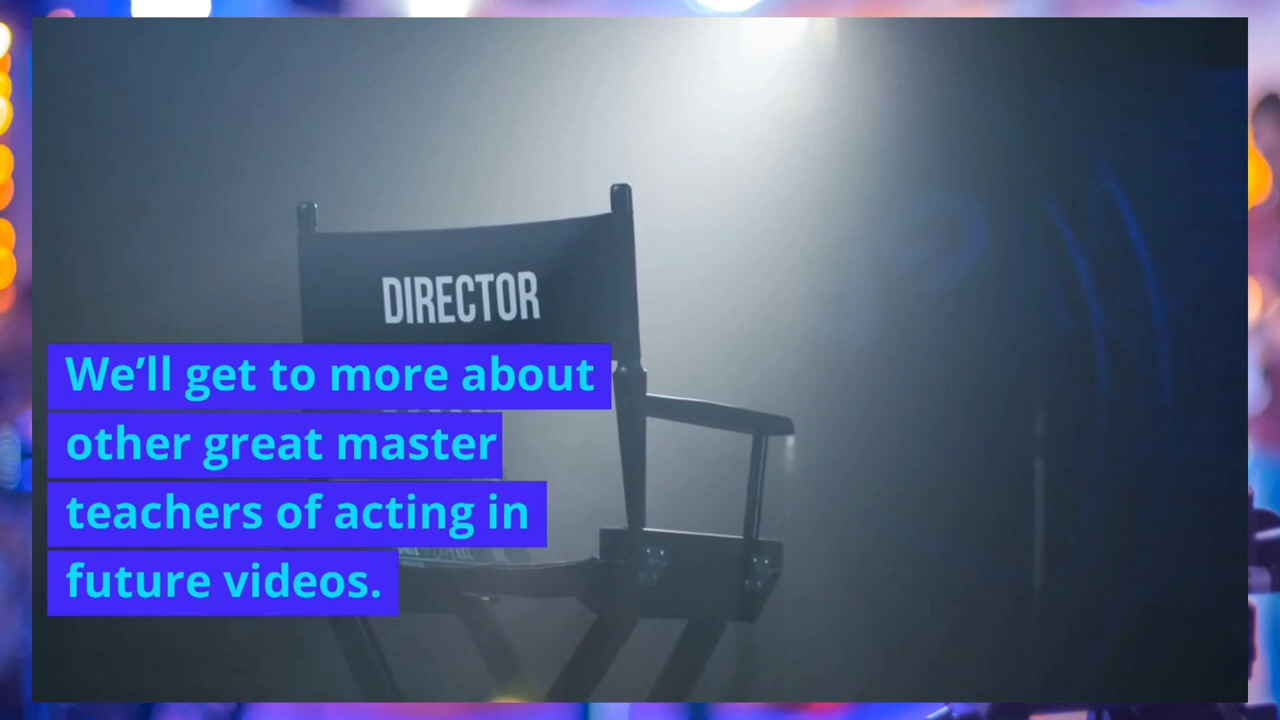 DIRECTOR
We’ll get to more about
other great master
teachers of acting in
future videos.